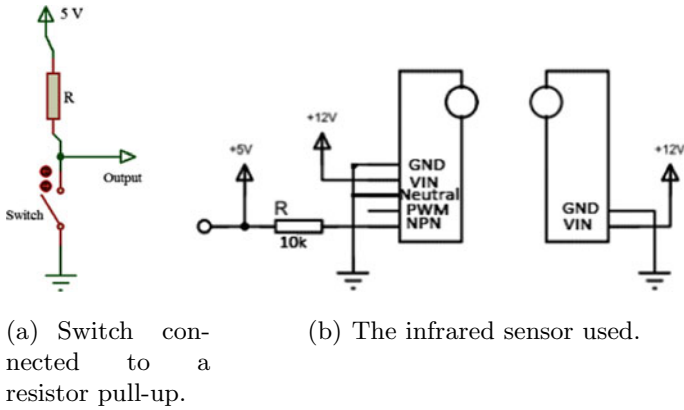 5 V
R
Output
Switch
+5V
R
10k
+12V
GND
VIN
Neutral
PWM
NPN
GND
VIN
+12V
(a) Switch con-
nected to a
resistor pull-up.
(b) The infrared sensor used.